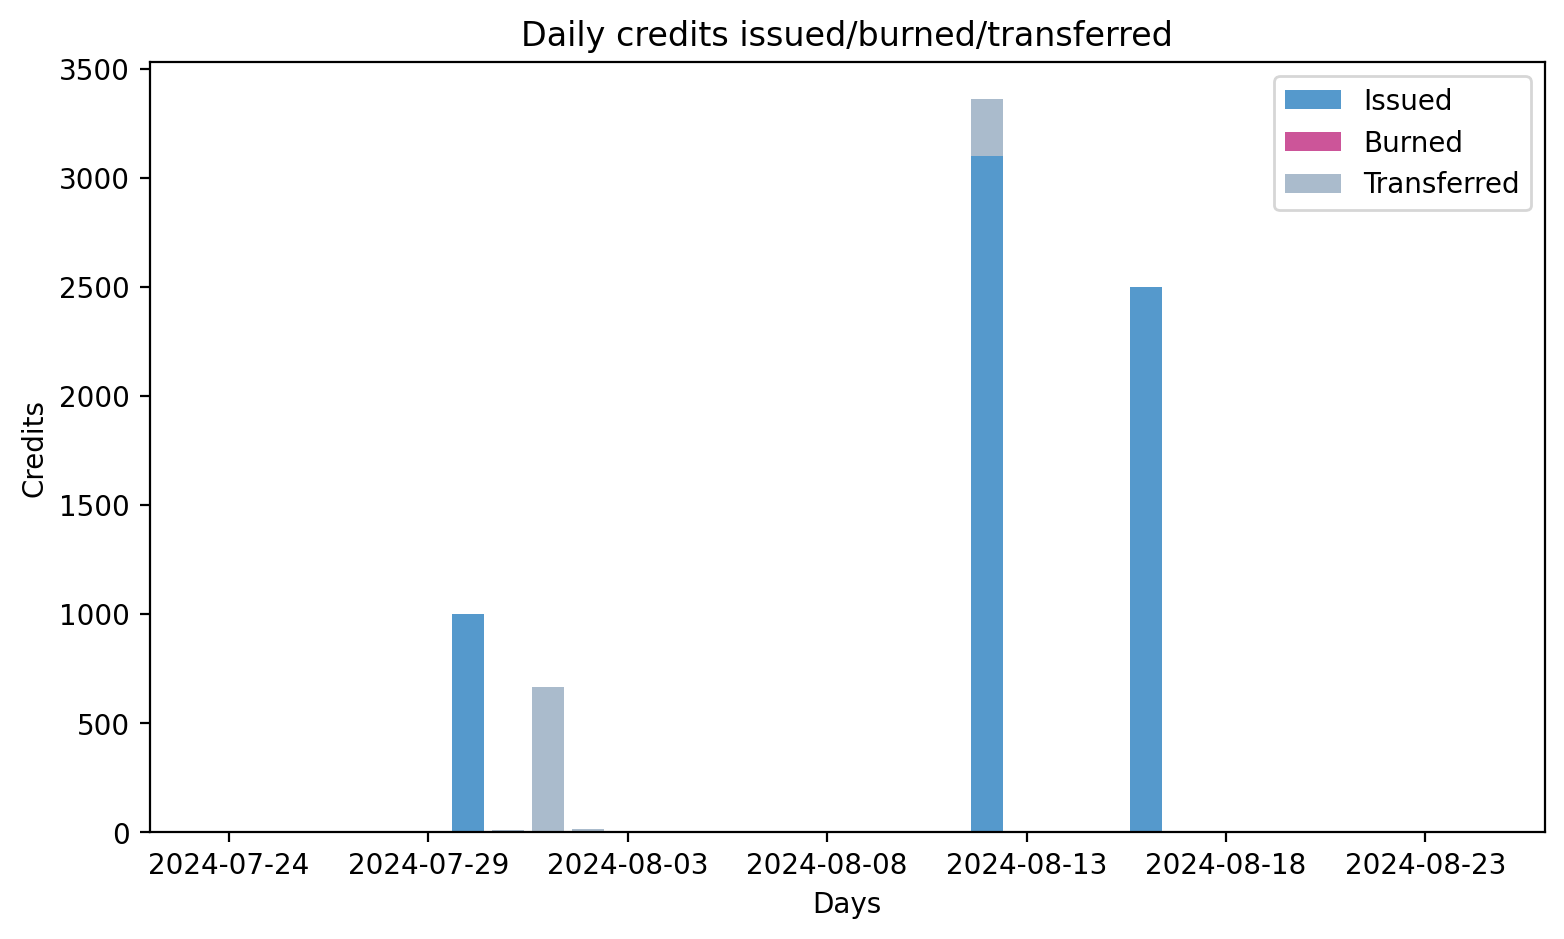 Daily credits issued/burned/transferred
Issued
Burned
Transferred
3500
3000
2500
2000
1500
1000
500
0
Credits
2024-07-24
2024-07-29
2024-08-03
2024-08-08
2024-08-13
2024-08-18
2024-08-23
Days